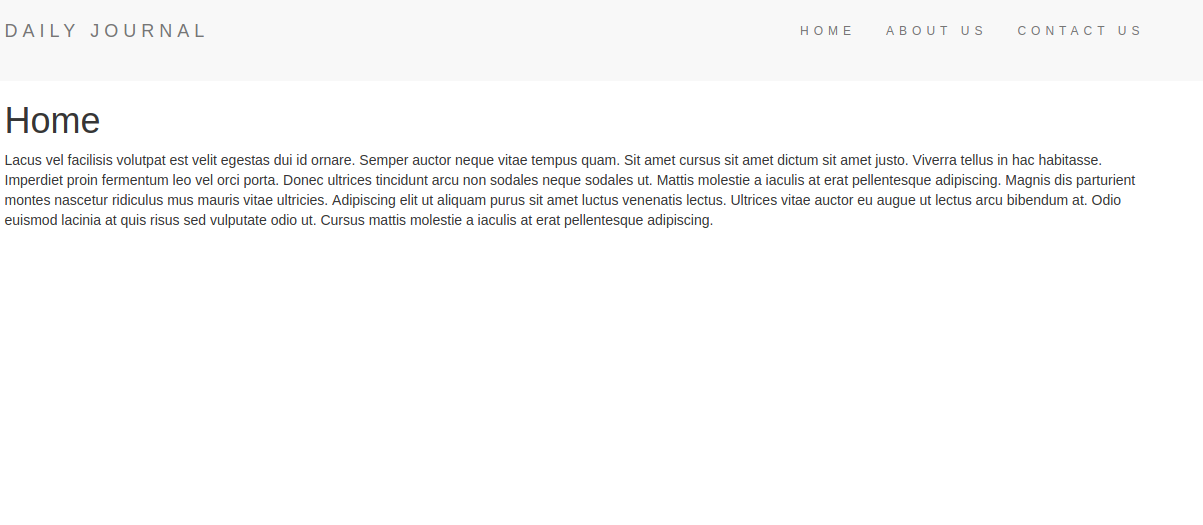 DAILY JOURNAL
HOME ABOUT US CONTACT US
Home
Lacus vel facilisis volutpat est velit egestas dui id ornare. Semper auctor neque vitae tempus quam. Sit amet cursus sit amet dictum sit amet justo. Viverra tellus in hac habitasse.
Imperdiet proin fermentum leo vel orci porta. Donec ultrices tincidunt arcu non sodales neque sodales ut. Mattis molestie a iaculis at erat pellentesque adipiscing. Magnis dis parturient
montes nascetur ridiculus mus mauris vitae ultricies. Adipiscing elit ut aliquam purus sit amet luctus venenatis lectus. Ultrices vitae auctor eu augue ut lectus arcu bibendum at. Odio
euismod lacinia at quis risus sed vulputate odio ut. Cursus mattis molestie a iaculis at erat pellentesque adipiscing.